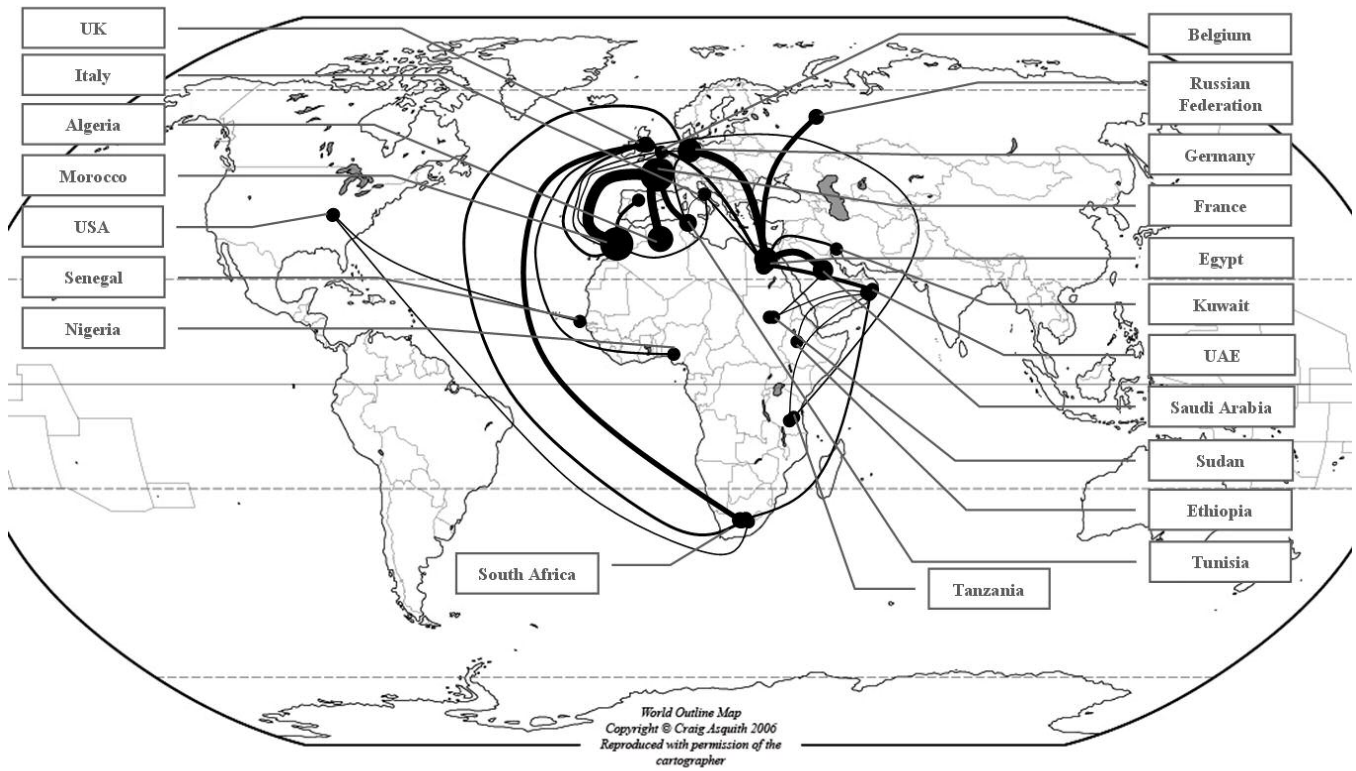 UK
Italy
Algeria
Morocco
USA
Senegal
Nigeria
Belgium
Russian
Federation
Germany
France
Egypt
Kuwait
UAE
Saudi Arabia
Sudan
Ethiopia
Tunisia
South Africa
Tanzania
World Outline Map
Copyright © Craig Asquith 2006
Reproduced with permission of the
cartographer